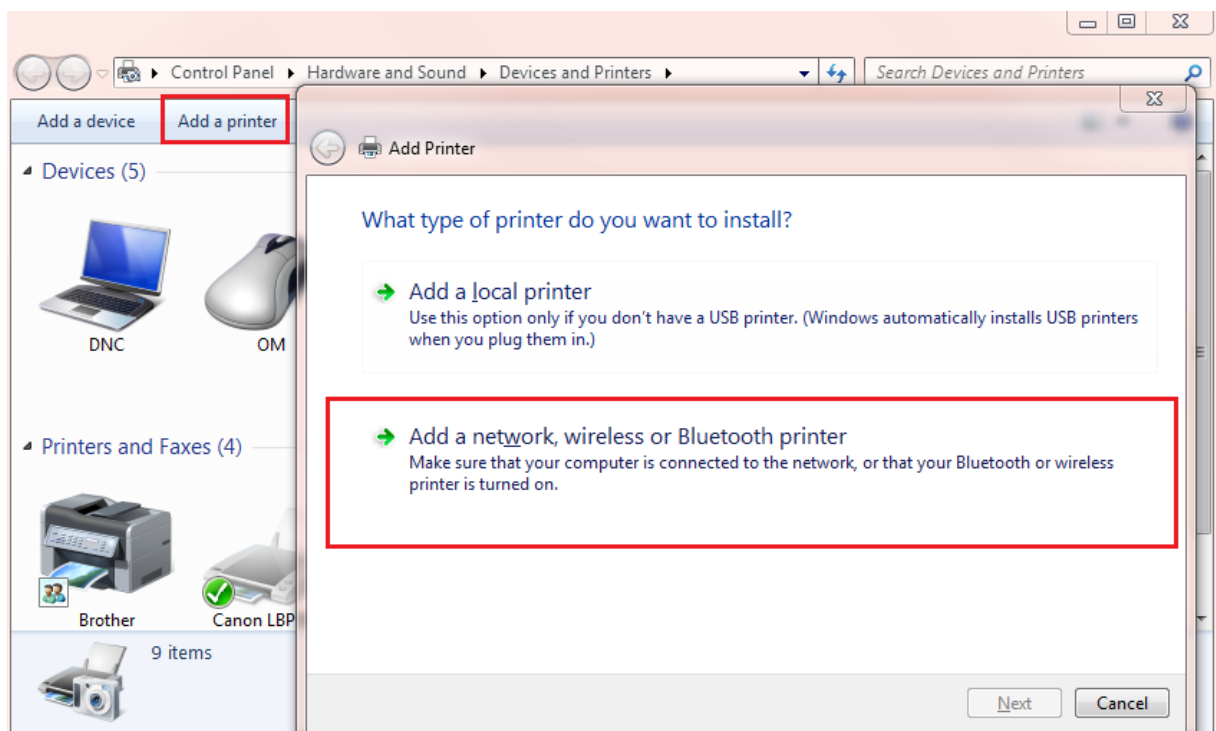 Control Panel Hardware and Sound Devices and Printers Search Devices and Printers
Add a device Add a printer
Add Printer
Devices (5)
What type of printer do you want to install?
Add a local printer
Use this option only if you don't have a USB printer. (Windows automatically installs USB printers
when you plug them in.)
DNC OM
Add a network, wireless or Bluetooth printer
Make sure that your computer is connected to the network, or that your Bluetooth or wireless
printer is turned on.
Printers and Faxes (4)
Brother Canon LBP
9 items
Next Cancel